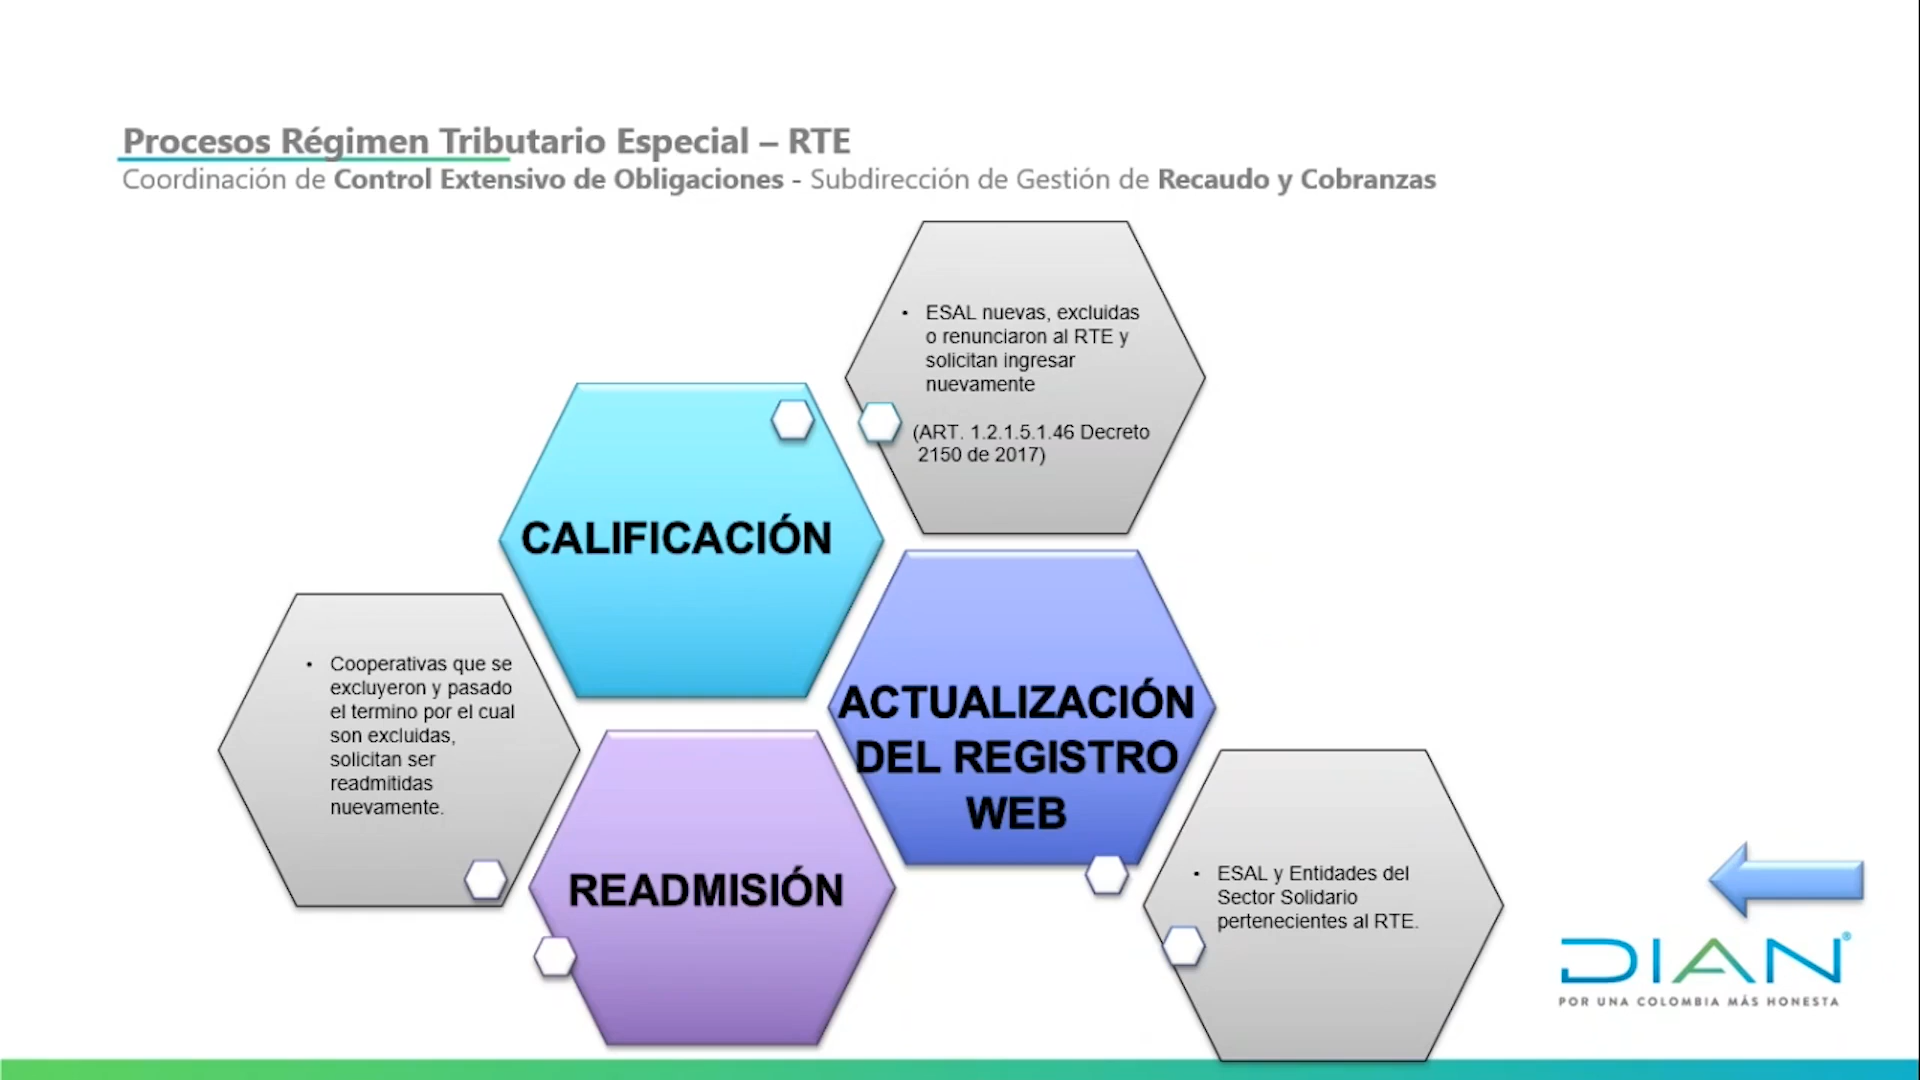 Procesos Régimen Tributario Especial – RTE
Coordinación de Control Extensivo de Obligaciones - Subdirección de Gestión de Recaudo y Cobranzas
• ESAL nuevas, excluidas
o renunciaron al RTE y
solicitan ingresar
nuevamente
(ART. 1.2.1.5.1.46 Decreto
2150 de 2017)
CALIFICACIÓN
• Cooperativas que se
excluyeron y pasado
el termino por el cual
son excluidas,
solicitan ser
readmitidas
nuevamente.
ACTUALIZACIÓN
DEL REGISTRO
WEB
READMISIÓN
• ESAL y Entidades del
Sector Solidario
pertenecientes al RTE.
DIAN®
POR UNA COLOMBIA MÁS HONESTA